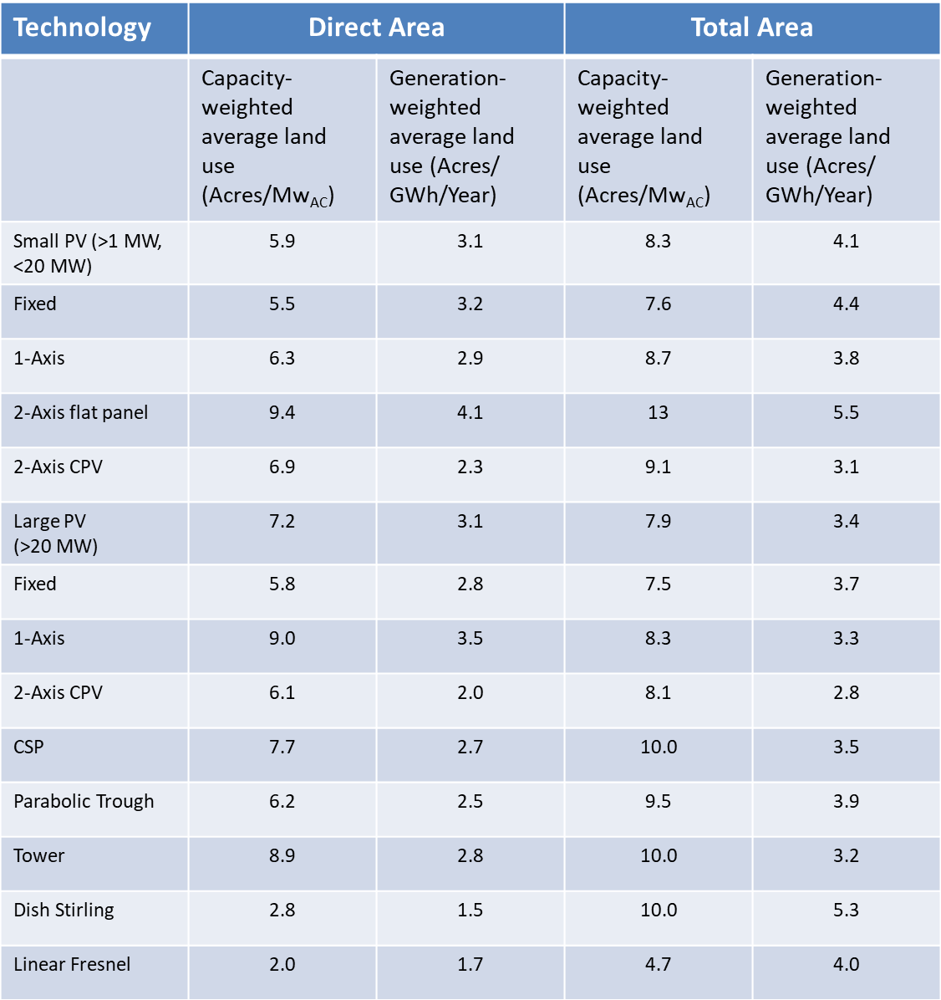 Technology Direct Area Total Area
Capacity- Generation- Capacity- Generation-
weighted weighted weighted weighted
average land average land average land average land
use use (Acres/ use use (Acres/
(Acres/MwAC) GWh/Year) (Acres/MwAC) GWh/Year)
Small PV (>1 MW, 5.9 3.1 8.3 4.1
<20 MW)
Fixed 5.5 3.2 7.6 4.4
1-Axis 6.3 2.9 8.7 3.8
2-Axis flat panel 9.4 4.1 13 5.5
2-Axis CPV 6.9 2.3 9.1 3.1
Large PV 7.2 3.1 7.9 3.4
(>20 MW)
Fixed 5.8 2.8 7.5 3.7
1-Axis 9.0 3.5 8.3 3.3
2-Axis CPV 6.1 2.0 8.1 2.8
CSP 7.7 2.7 10.0 3.5
Parabolic Trough 6.2 2.5 9.5 3.9
Tower 8.9 2.8 10.0 3.2
Dish Stirling 2.8 1.5 10.0 5.3
Linear Fresnel 2.0 1.7 4.7 4.0